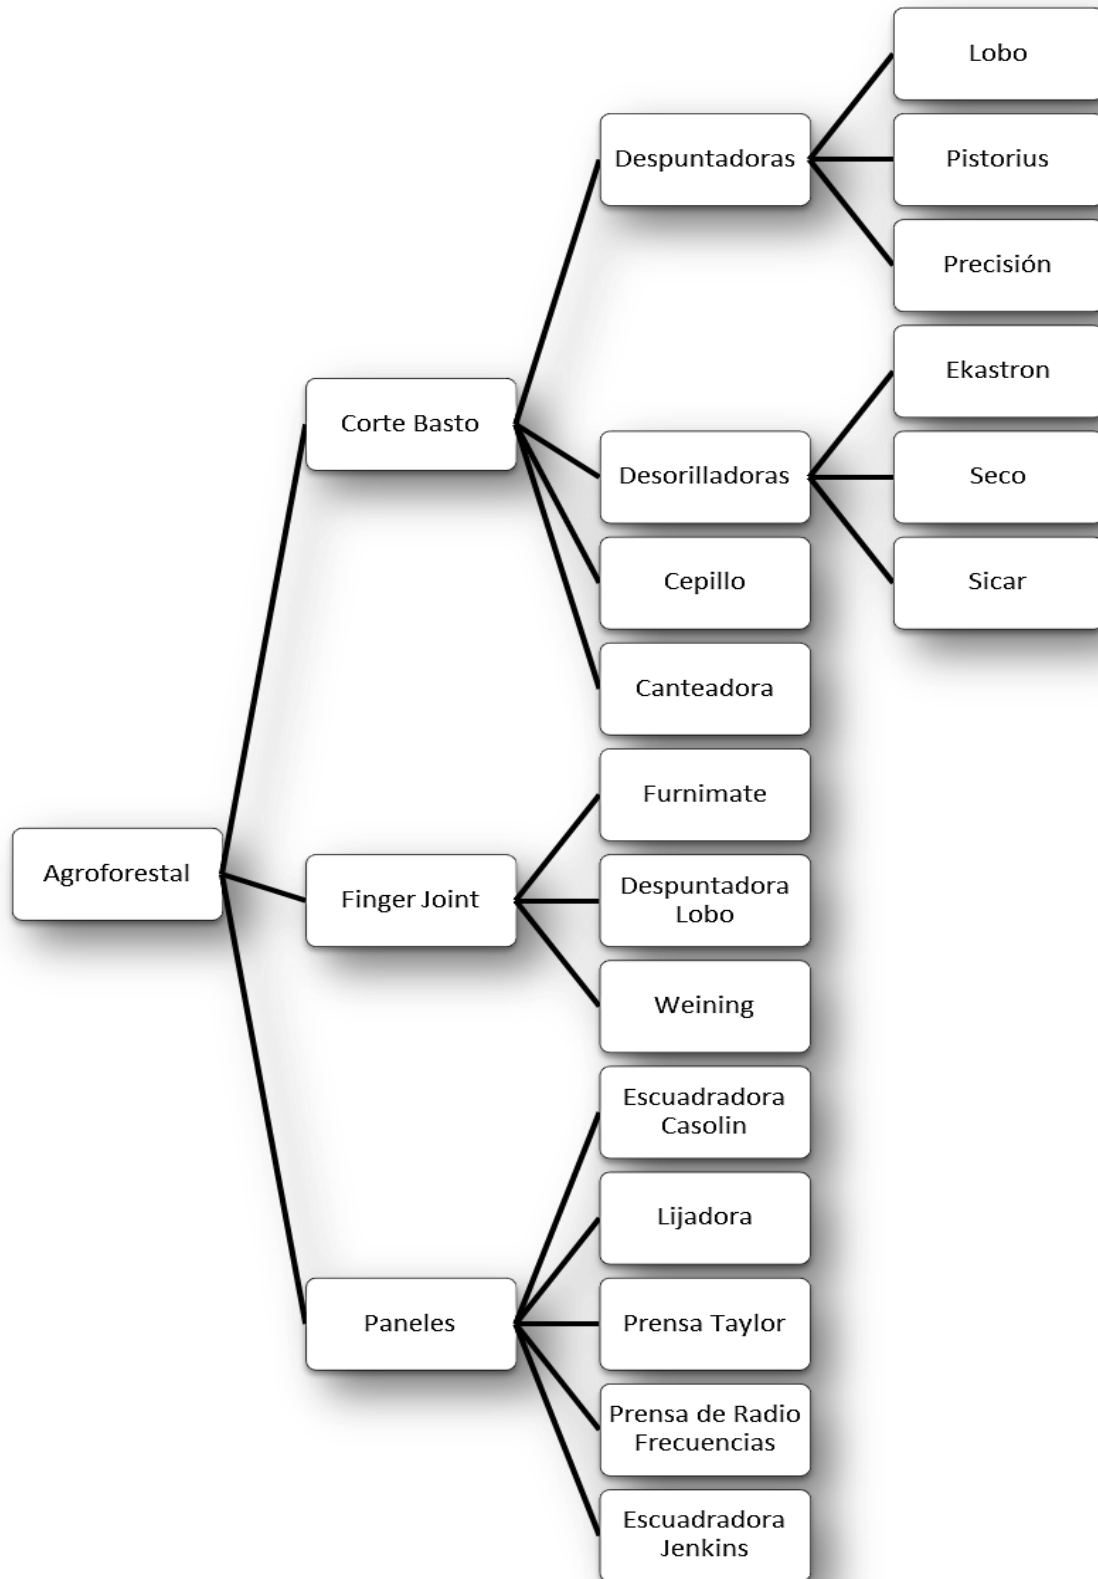 Agroforestal
Corte Basto
Despuntadoras
Lobo
Pistorius
Precisión
Desorilladoras
Ekastron
Seco
Sicar
Cepillo
Canteadora
Finger Joint
Furnimate
Despuntadora
Lobo
Weining
Paneles
Escuadradora
Casolin
Lijadora
Prensa Taylor
Prensa de Radio
Frecuencias
Escuadradora
Jenkins